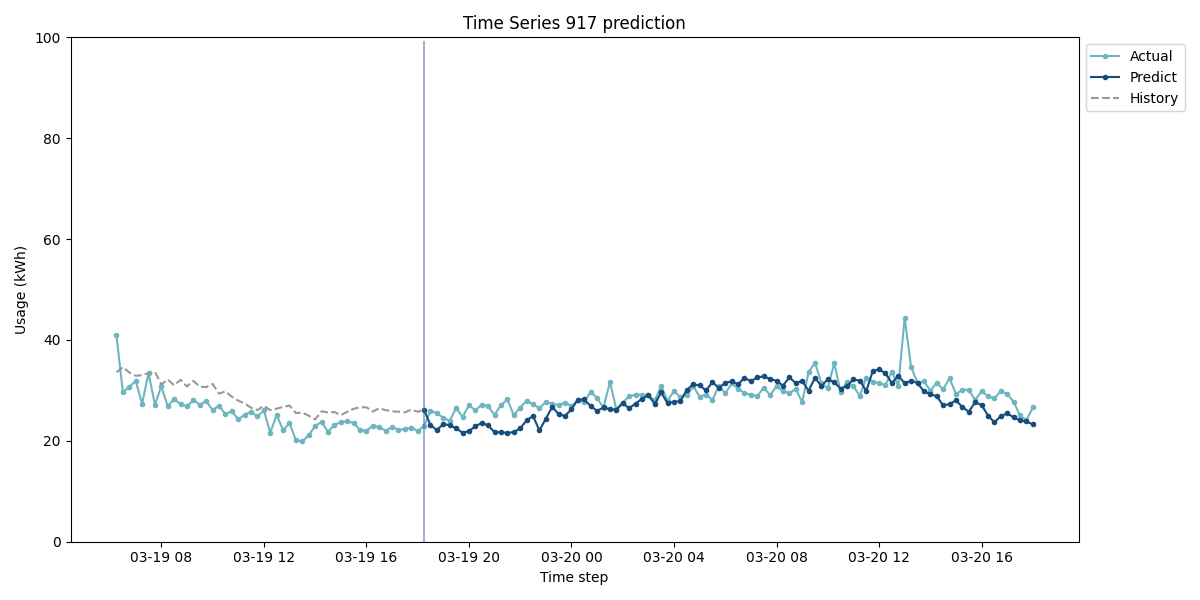 Time Series 917 prediction
Usage (kWh)
100
80
60
40
20
0
03-19 08
03-19 12
03-19 16
03-19 20
03-20 00
03-20 04
03-20 08
03-20 12
03-20 16
Time step
Actual
Predict
History